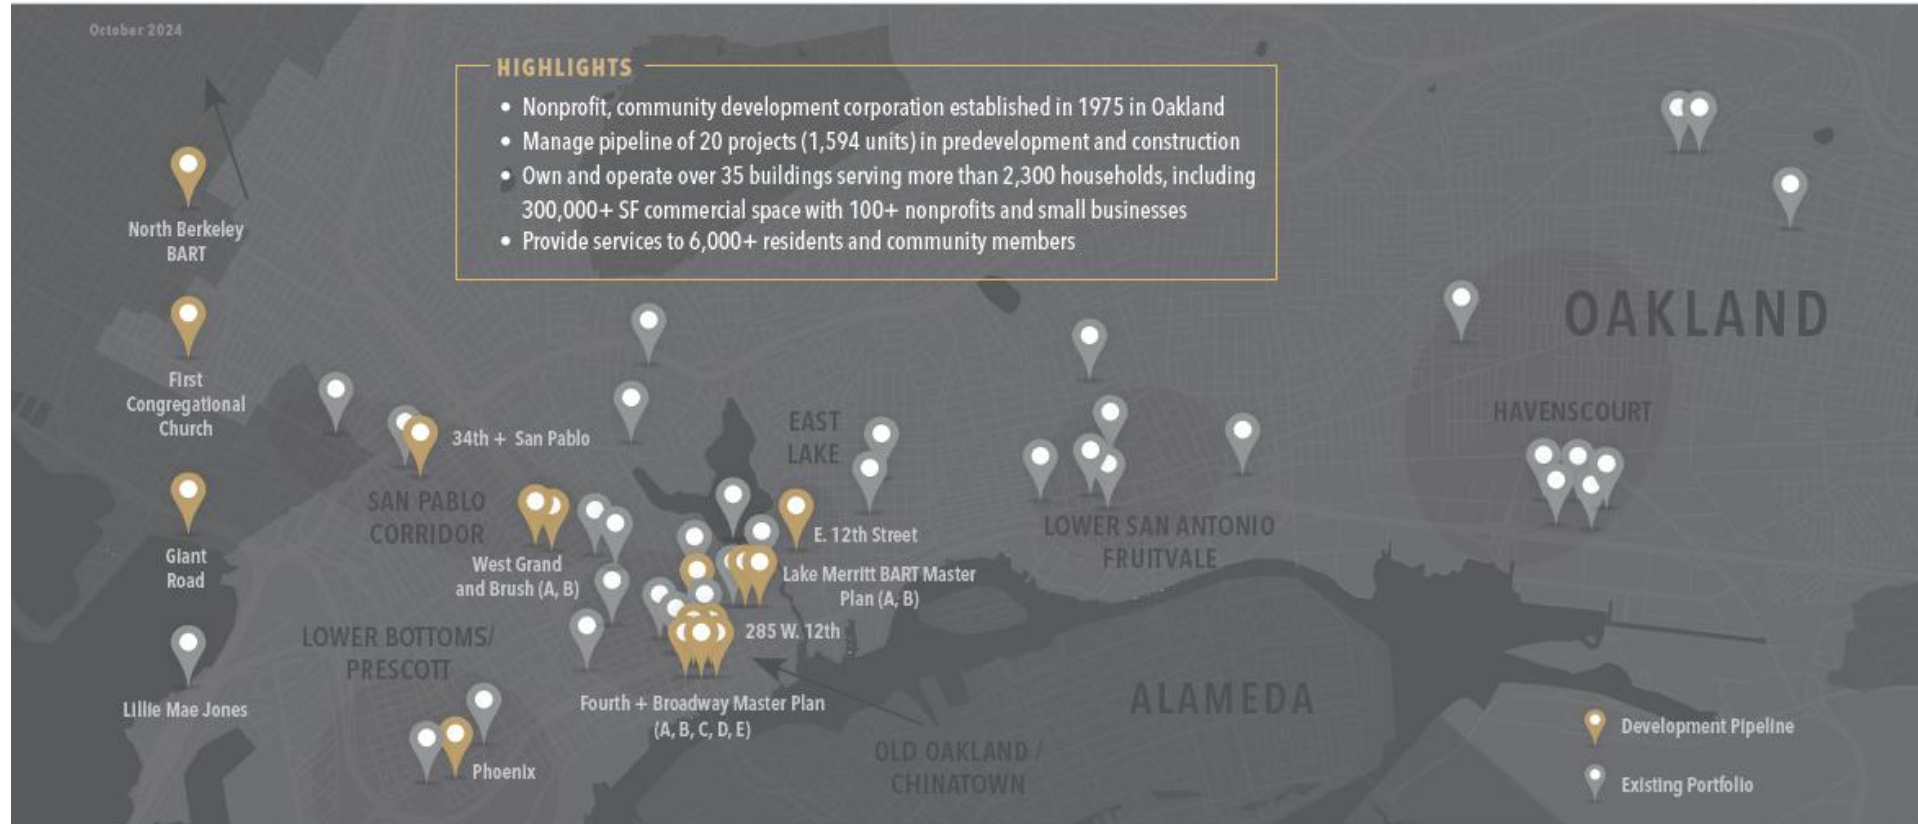 October 2024
HIGHLIGHTS
• Nonprofit, community development corporation established in 1975 in Oakland
• Manage pipeline of 20 projects (1,594 units) in predevelopment and construction
• Own and operate over 35 buildings serving more than 2,300 households, including
300,000+ SF commercial space with 100+ nonprofits and small businesses
• Provide services to 6,000+ residents and community members
North Berkeley
BART
First
Congregational
Church
Giant
Road
Lillie Mae Jones
34th + San Pablo
SAN PABLO
CORRIDOR
West Grand
and Brush (A, B)
LOWER BOTTOMS/
PRESCOTT
Phoenix
EAST
LAKE
E. 12th Street
Lake Merritt BART Master
Plan (A, B)
285 W. 12th
Fourth + Broadway Master Plan
(A, B, C, D, E)
OLD OAKLAND /
CHINATOWN
LOWER SAN ANTONIO
FRUITVALE
ALAMEDA
OAKLAND
HAVENSCOURT
Development Pipeline
Existing Portfolio